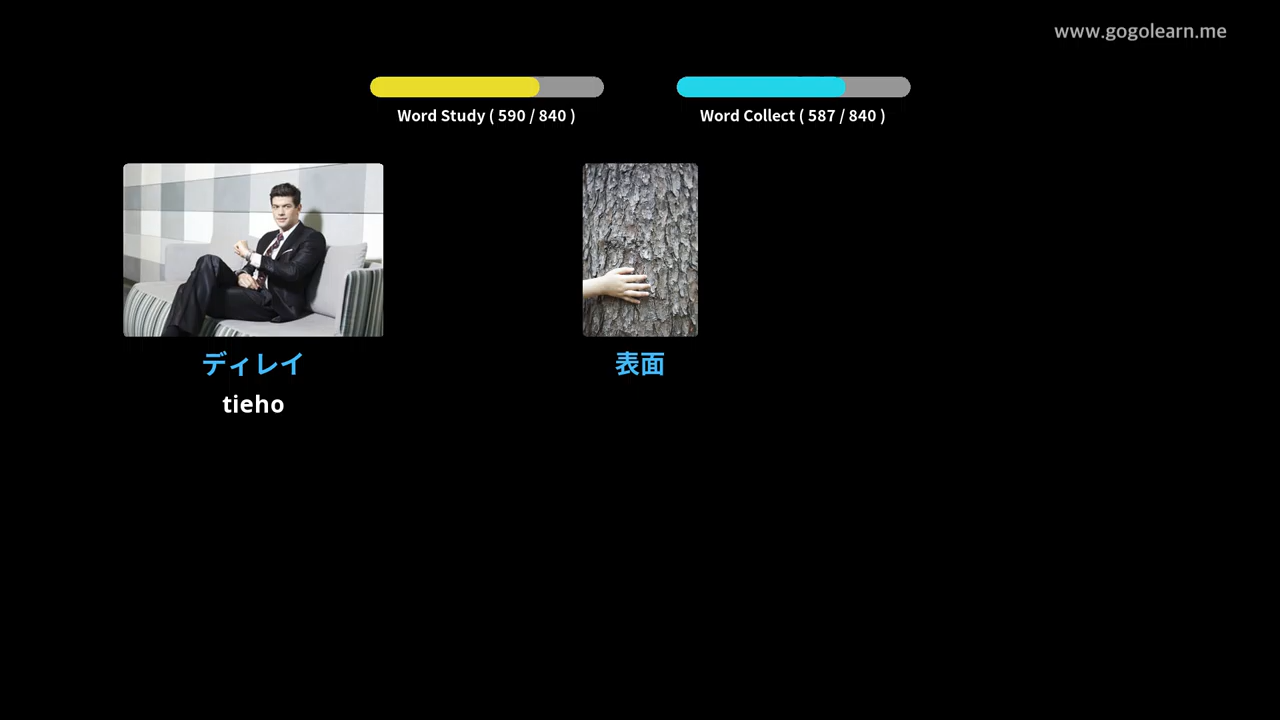 www.gogolearn.me
Word Study ( 590 / 840 )
Word Collect ( 587 / 840 )
ディレイ
表面
tieho